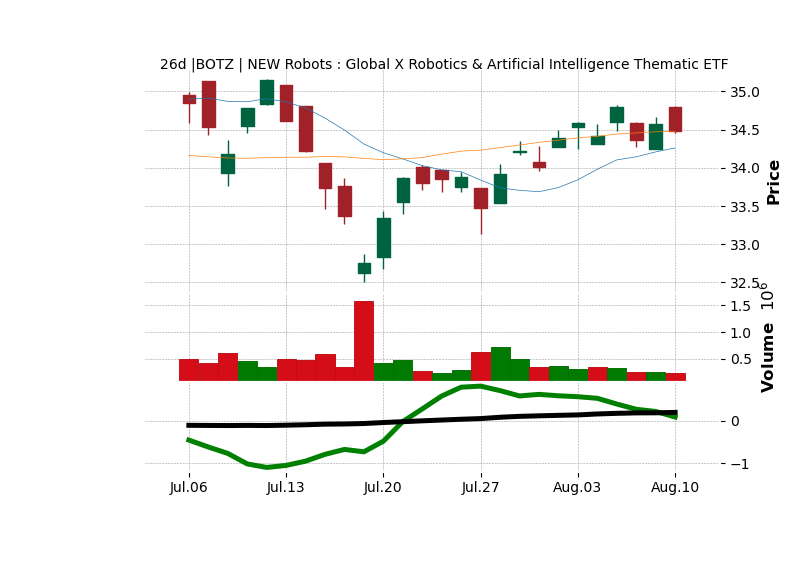 26d |BOTZ | NEW Robots : Global X Robotics & Artificial Intelligence Thematic ETF
35.0
34.5
34.0
33.5
33.0
32.5
Price
1.5
1.0
0.5
Volume 10^6
0
−1
Jul.06 Jul.13 Jul.20 Jul.27 Aug.03 Aug.10